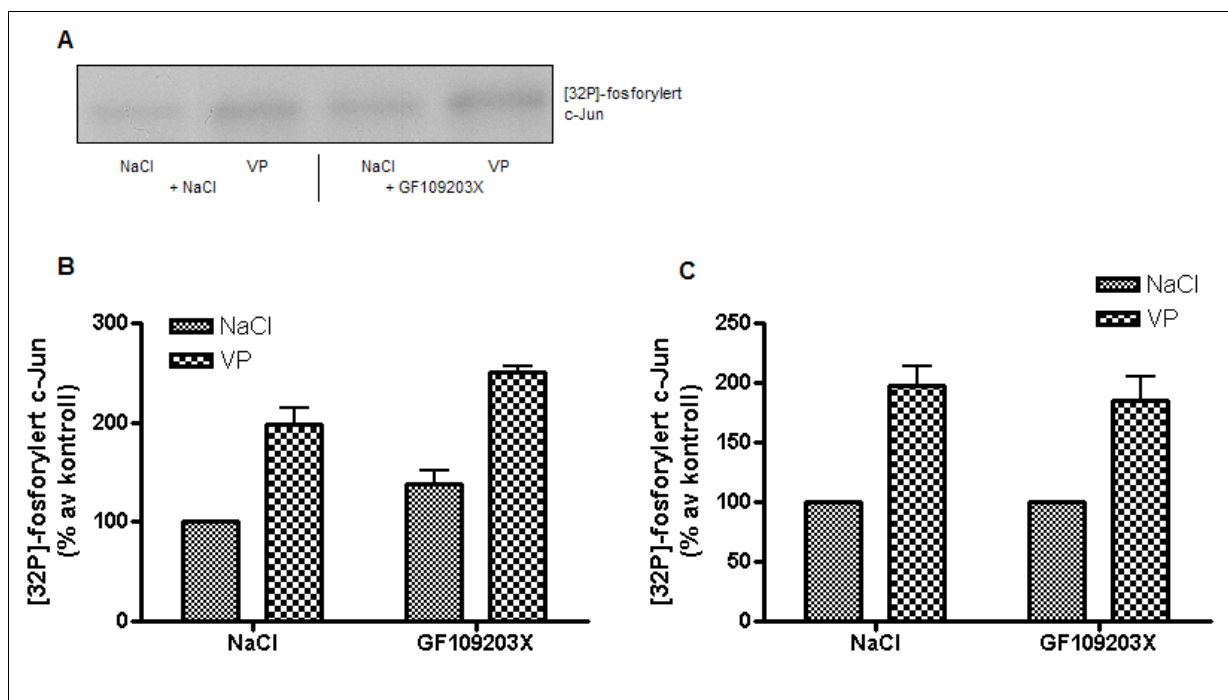 A
[32P]-fosforylert
c-Jun
NaCl VP NaCl VP
+ NaCl + GF109203X
B
[32P]-fosforylert c-Jun
(% av kontroll)
300
200
100
0
NaCl
VP
NaCl GF109203X
C
[32P]-fosforylert c-Jun
(% av kontroll)
250
200
150
100
50
0
NaCl
VP
NaCl GF109203X